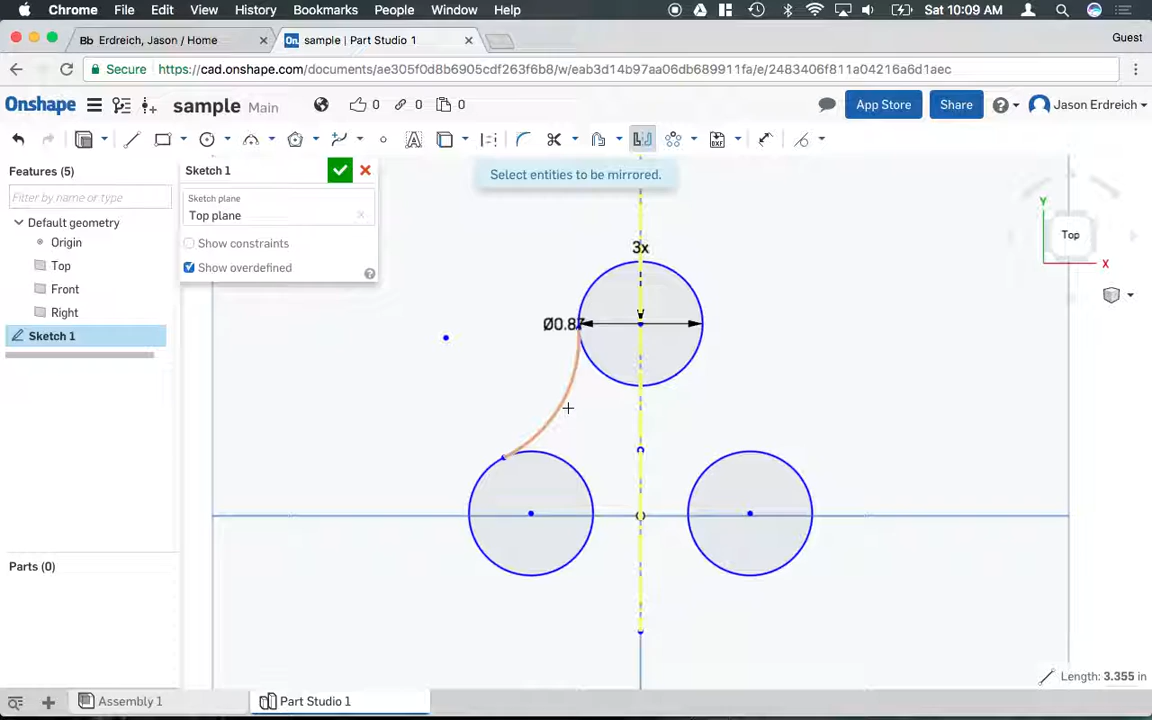 Chrome File Edit View History Bookmarks People Window Help Sat 10:09 AM
Bb Erdreich, Jason / Home
On. sample | Part Studio 1
Guest
Secure https://cad.onshape.com/documents/ae305f0d8b6905cdf263f6b8/w/eab3d14b97aa06db689911fa/e/2483406f811a04216a6d1aec
Onshape sample Main 0 0 0 App Store Share Jason Erdreich
Features (5)
Filter by name or type
Default geometry
Origin
Top
Front
Right
Sketch 1
Parts (0)
Sketch 1
Sketch plane
Top plane
Show constraints
Show overdefined
Select entities to be mirrored.
3x
Ø0.87
Y
Top
X
Length: 3.355 in
Assembly 1 Part Studio 1